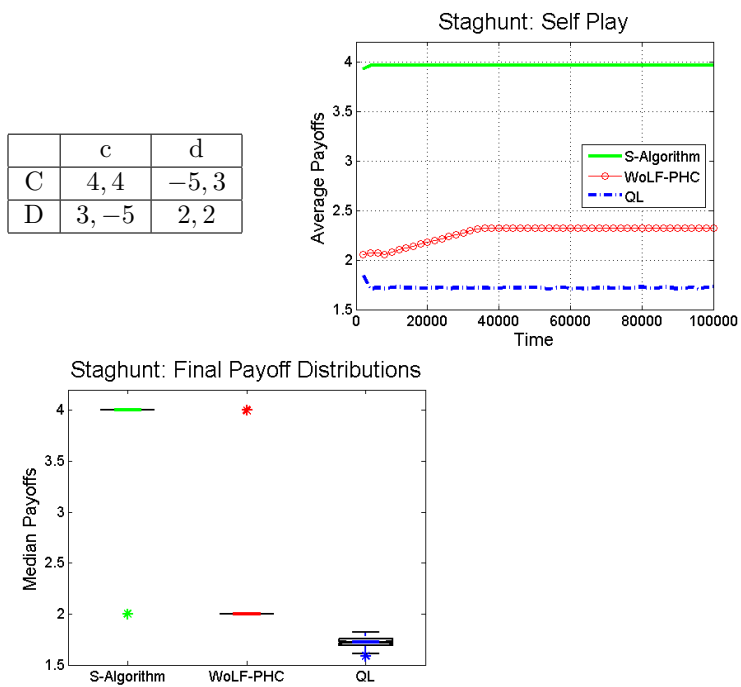 Staghunt: Self Play
c d
C 4, 4 −5, 3
D 3, −5 2, 2
Average Payoffs
4
3.5
3
2.5
2
1.5
S-Algorithm
WoLF-PHC
QL
0 20000 40000 60000 80000 100000
Time
Staghunt: Final Payoff Distributions
Median Payoffs
4
3.5
3
2.5
2
1.5
S-Algorithm WoLF-PHC QL